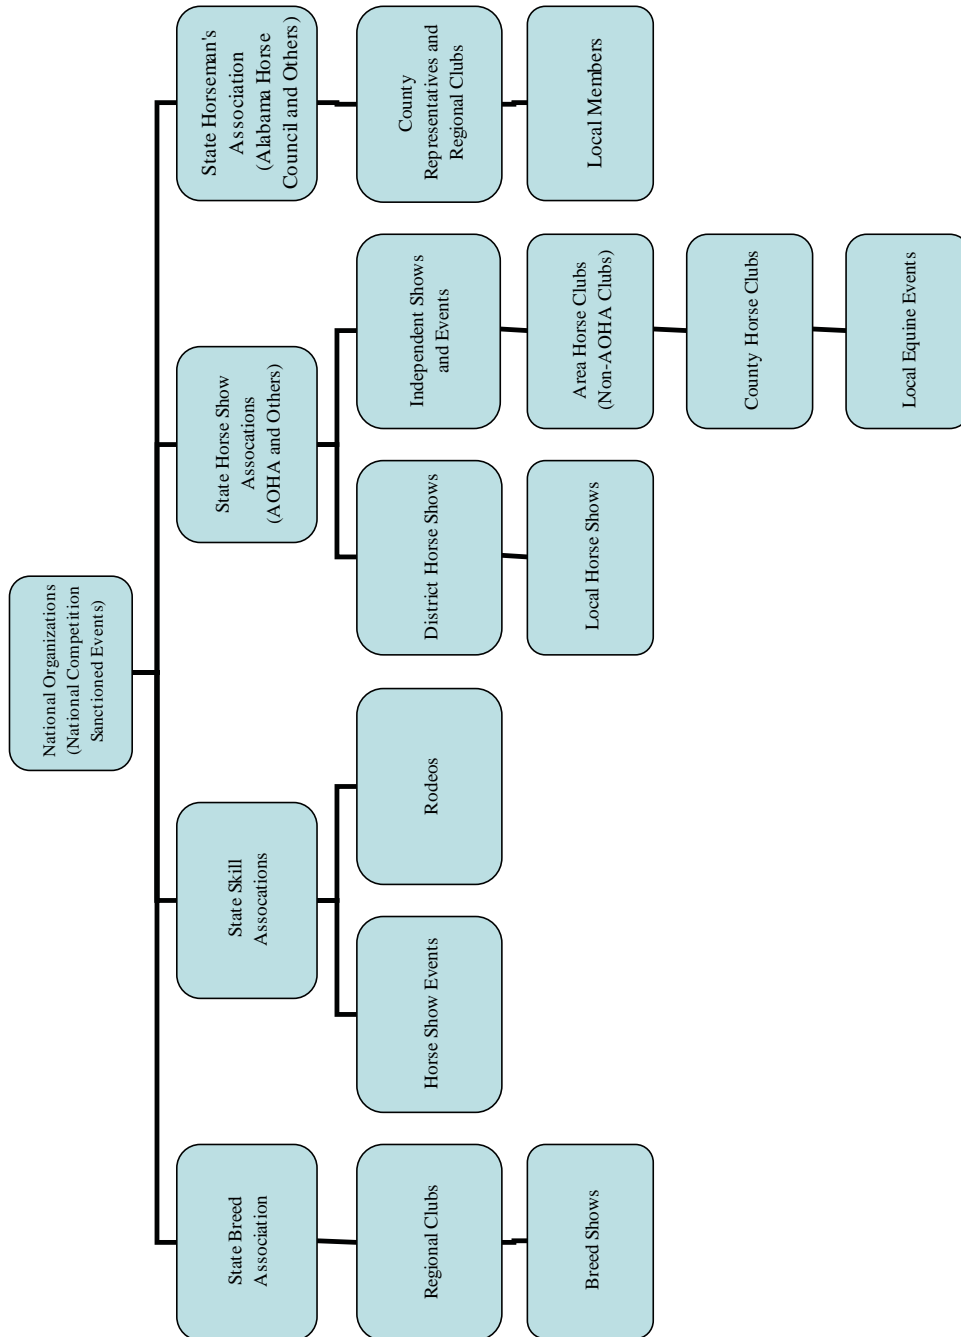 National Organizations
(National Competition
Sanctioned Events)
State Breed
Association
State Skill
Assocations
State Horse Show
Assocations
(AOHA and Others)
State Horseman's
Association
(Alabama Horse
Council and Others)
Regional Clubs
Horse Show Events
Rodeos
District Horse Shows
Independent Shows
and Events
County
Representatives and
Regional Clubs
Breed Shows
Local Horse Shows
Area Horse Clubs
(Non-AOHA Clubs)
Local Members
County Horse Clubs
Local Equine Events